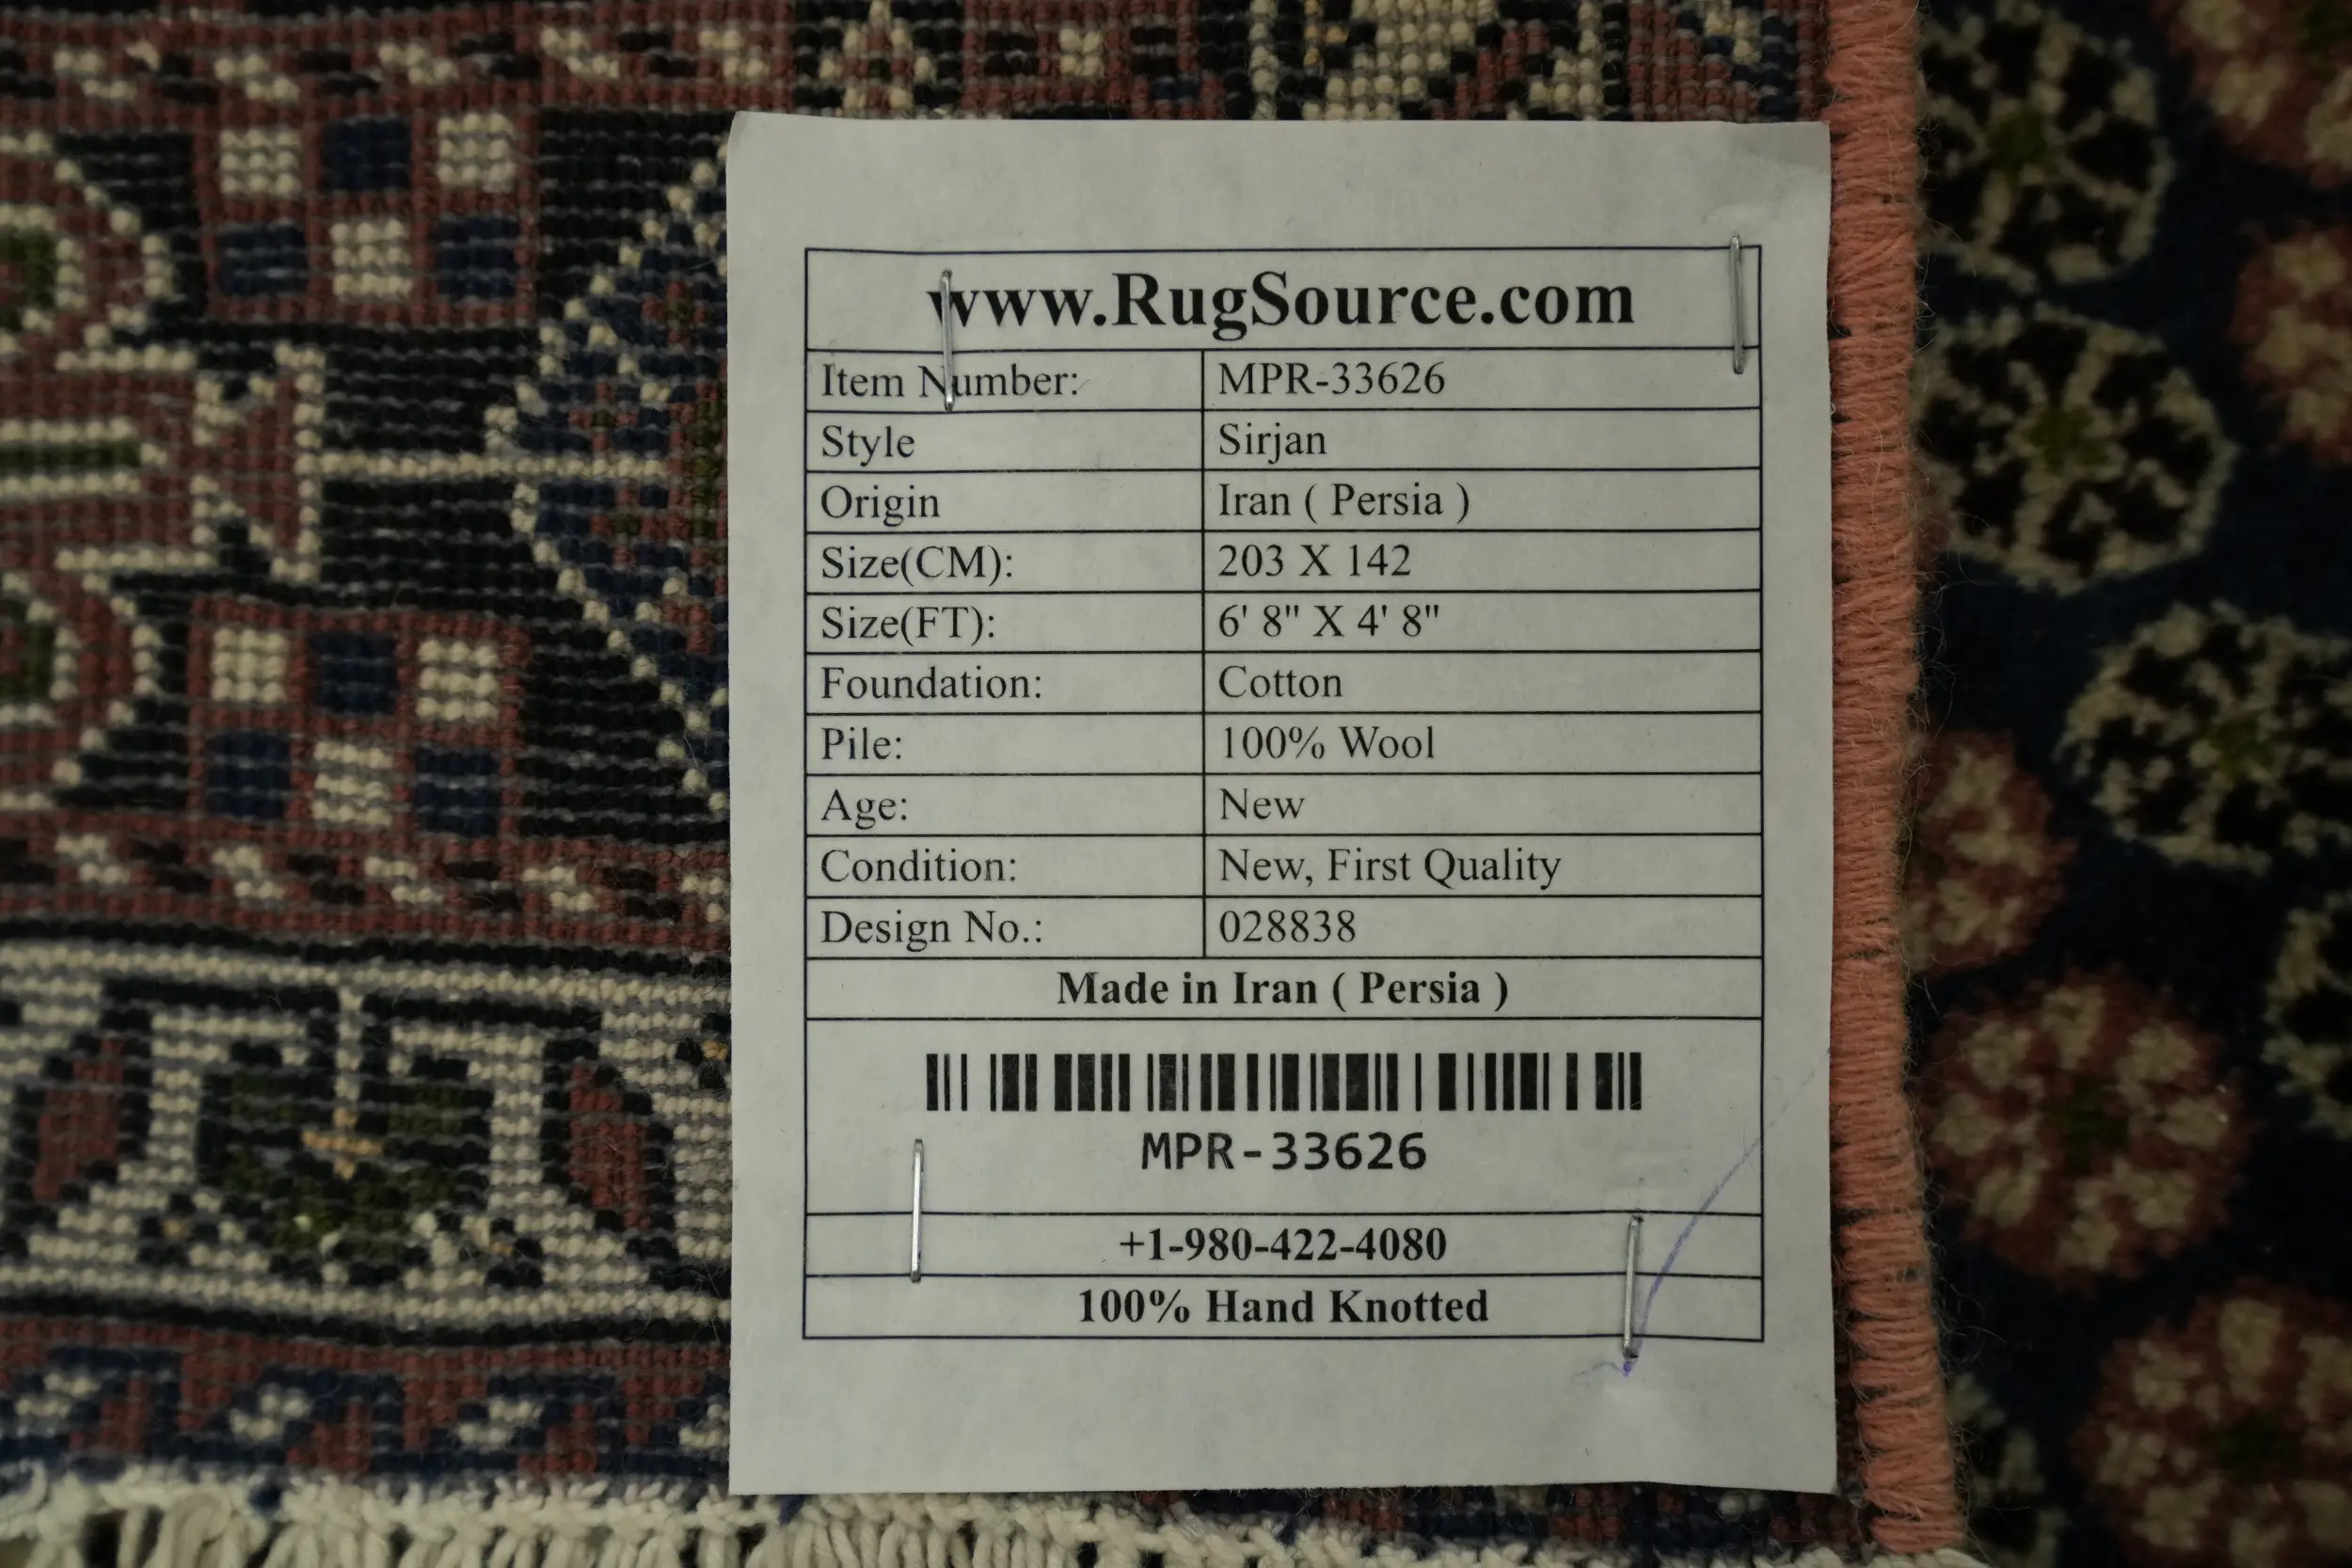 www.RugSource.com
Item Number: MPR-33626
Style Sirjan
Origin Iran ( Persia )
Size(CM): 203 X 142
Size(FT): 6' 8" X 4' 8"
Foundation: Cotton
Pile: 100% Wool
Age: New
Condition: New, First Quality
Design No.: 028838
Made in Iran ( Persia )
MPR-33626
+1-980-422-4080
100% Hand Knotted